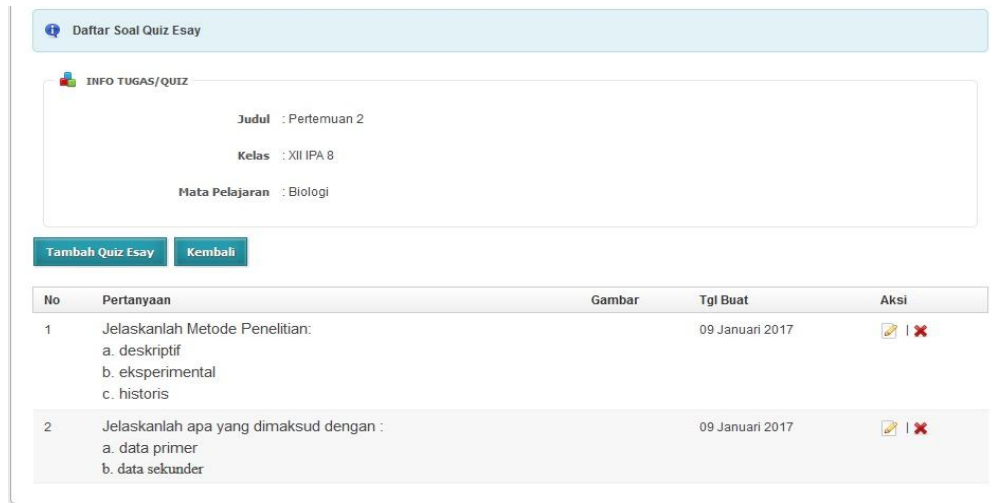 Daftar Soal Quiz Esay
INFO TUGAS/QUIZ
Judul : Pertemuan 2
Kelas : XII IPA 8
Mata Pelajaran : Biologi
Tambah Quiz Esay Kembali
No Pertanyaan Gambar Tgl Buat Aksi
1 Jelaskanlah Metode Penelitian: 09 Januari 2017 |
a. deskriptif
b. eksperimental
c. historis
2 Jelaskanlah apa yang dimaksud dengan : 09 Januari 2017 |
a. data primer
b. data sekunder